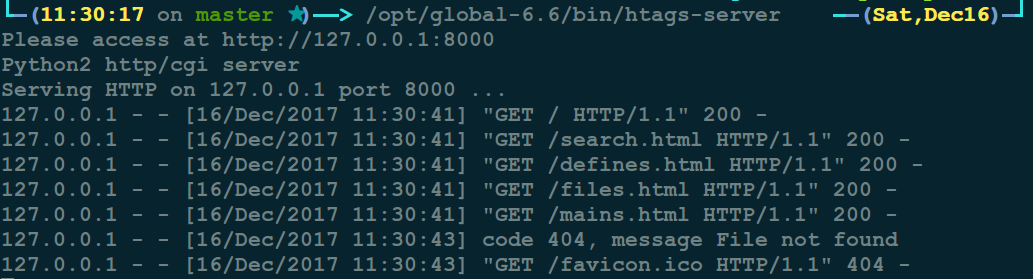 (11:30:17 on master ★)——> /opt/global-6.6/bin/htags-server (Sat,Dec16)
Please access at http://127.0.0.1:8000
Python2 http/cgi server
Serving HTTP on 127.0.0.1 port 8000 ...
127.0.0.1 - - [16/Dec/2017 11:30:41] "GET / HTTP/1.1" 200 -
127.0.0.1 - - [16/Dec/2017 11:30:41] "GET /search.html HTTP/1.1" 200 -
127.0.0.1 - - [16/Dec/2017 11:30:41] "GET /defines.html HTTP/1.1" 200 -
127.0.0.1 - - [16/Dec/2017 11:30:41] "GET /files.html HTTP/1.1" 200 -
127.0.0.1 - - [16/Dec/2017 11:30:41] "GET /mains.html HTTP/1.1" 200 -
127.0.0.1 - - [16/Dec/2017 11:30:43] code 404, message File not found
127.0.0.1 - - [16/Dec/2017 11:30:43] "GET /favicon.ico HTTP/1.1" 404 -